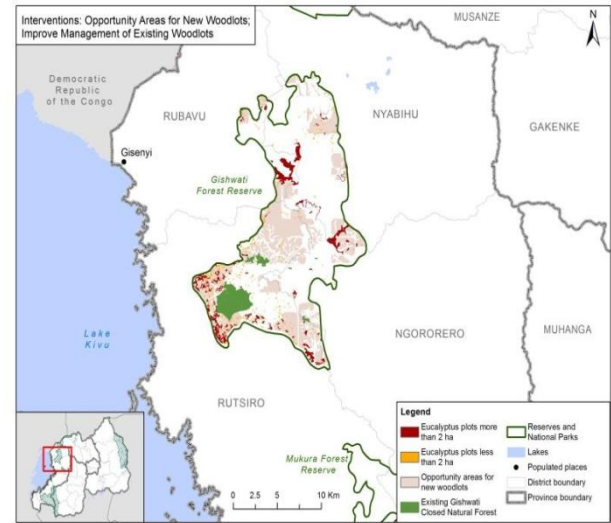 Interventions: Opportunity Areas for New Woodlots;
Improve Management of Existing Woodlots
MUSANZE
N
Democratic
Republic
of the Congo
RUBAVU
NYABIHU
GAKENKE
Gisenyi
Gishwati
Forest Reserve
Lake
Kivu
NGORORERO
MUHANGA
RUTSIRO
Mukura Forest
Reserve
0 2.5 5 10 Km
Legend
Eucalyptus plots more
than 2 ha
Eucalyptus plots less
than 2 ha
Opportunity areas for
new woodlots
Existing Gishwati
Closed Natural Forest
Reserves and
National Parks
Lakes
Populated places
District boundary
Province boundary